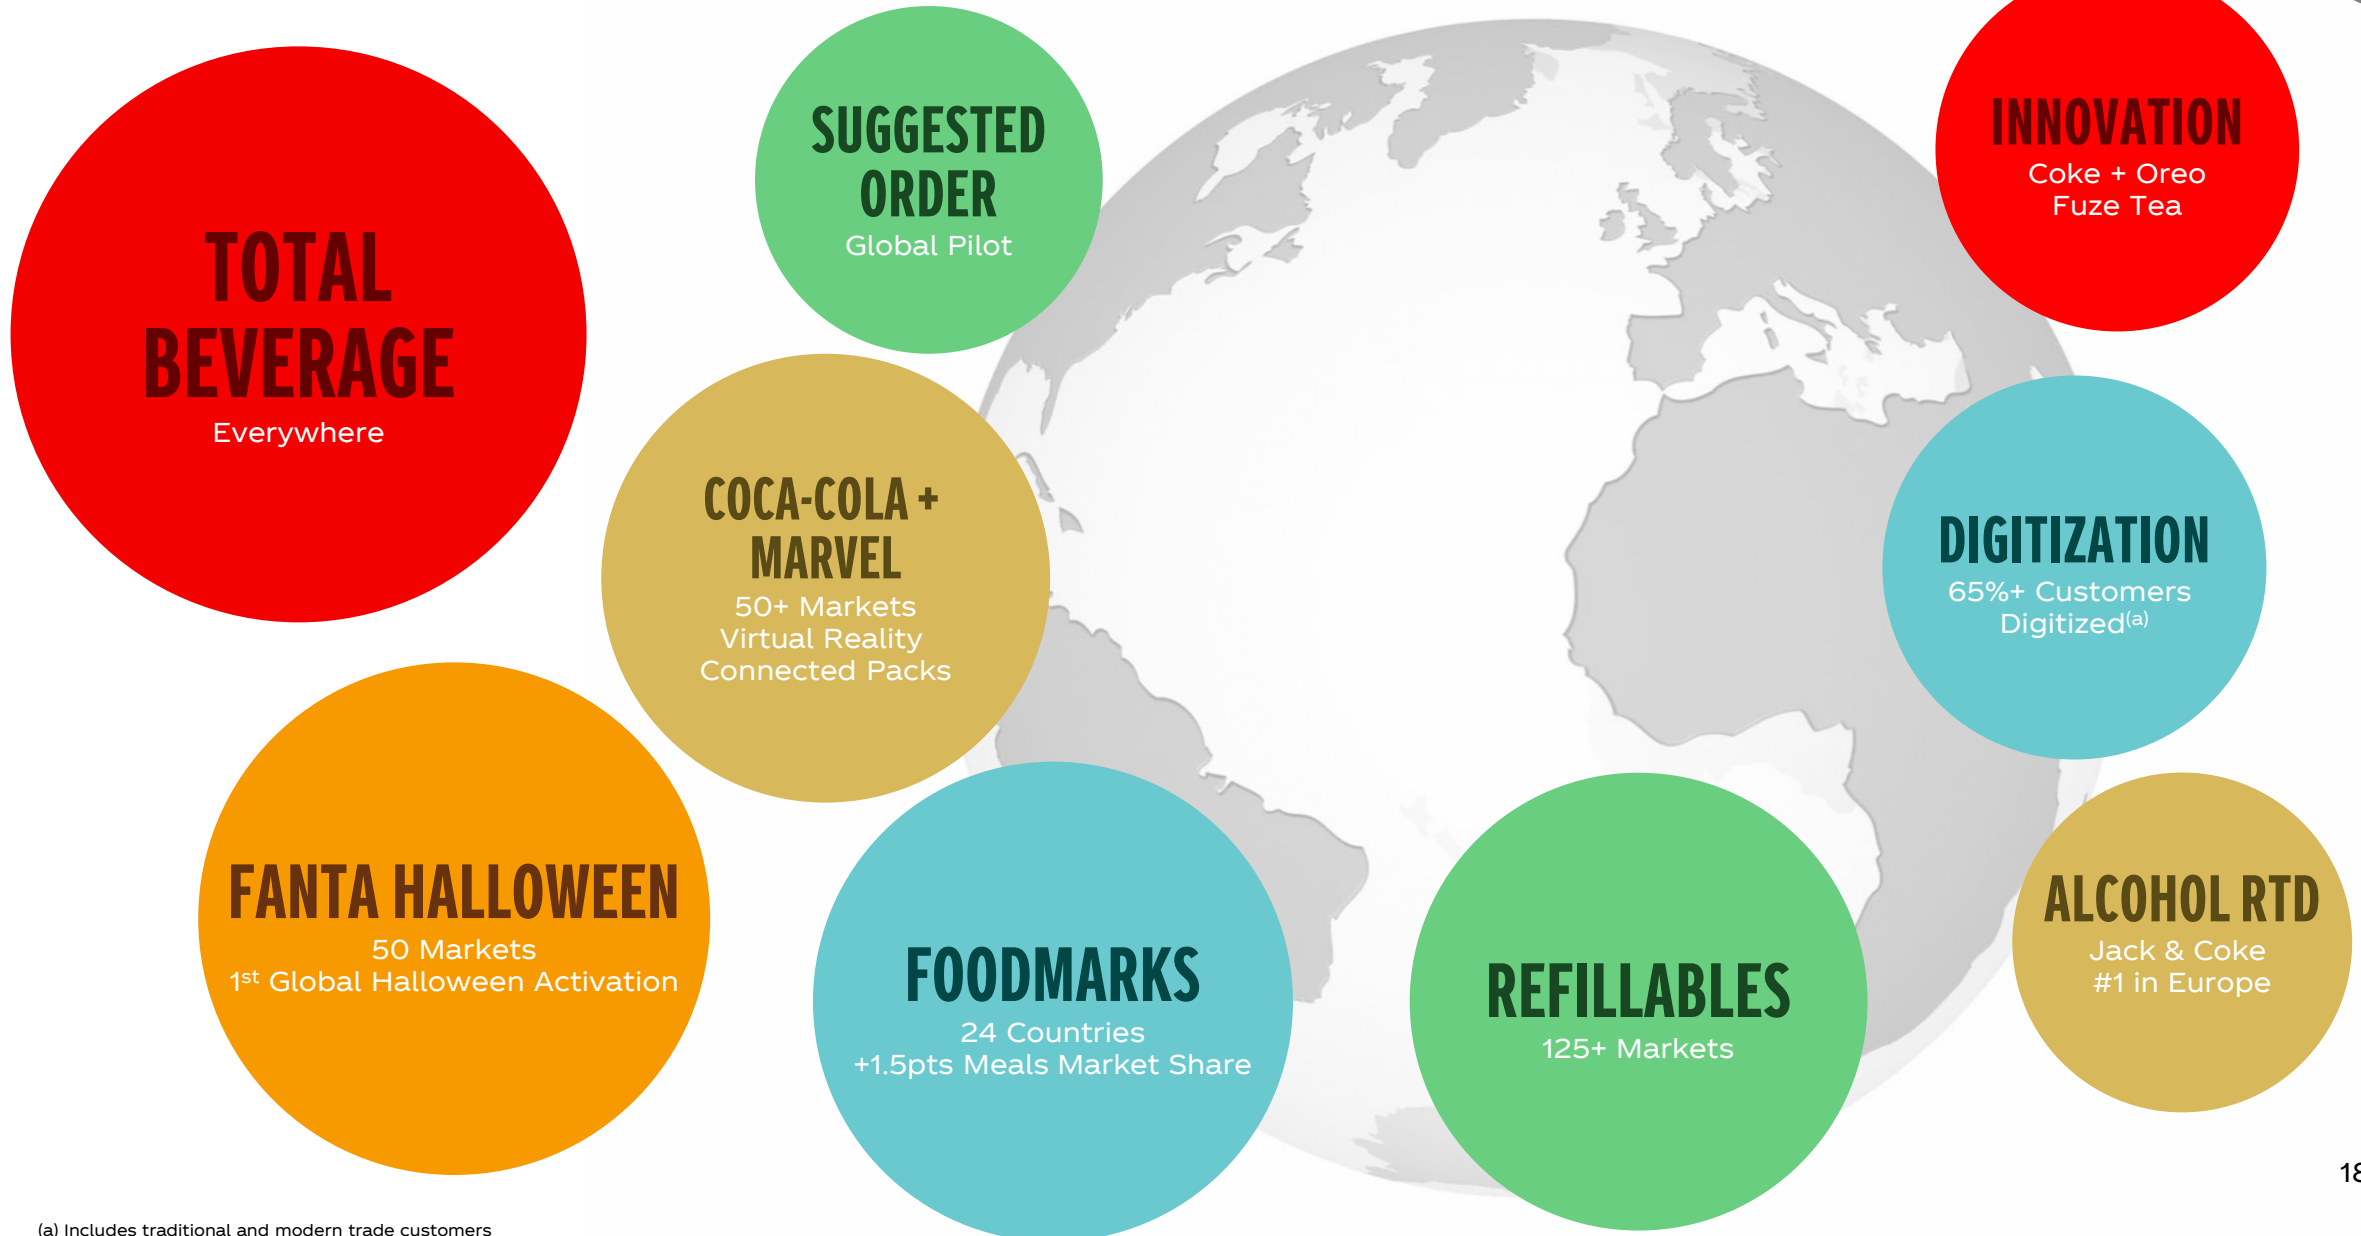 TOTAL
BEVERAGE
Everywhere
SUGGESTED
ORDER
Global Pilot
INNOVATION
Coke + Oreo
Fuze Tea
COCA-COLA +
MARVEL
50+ Markets
Virtual Reality
Connected Packs
DIGITIZATION
65%+ Customers
Digitized(a)
FANTA HALLOWEEN
50 Markets
1st Global Halloween Activation
FOODMARKS
24 Countries
+1.5pts Meals Market Share
REFILLABLES
125+ Markets
ALCOHOL RTD
Jack & Coke
#1 in Europe
18
(a) Includes traditional and modern trade customers